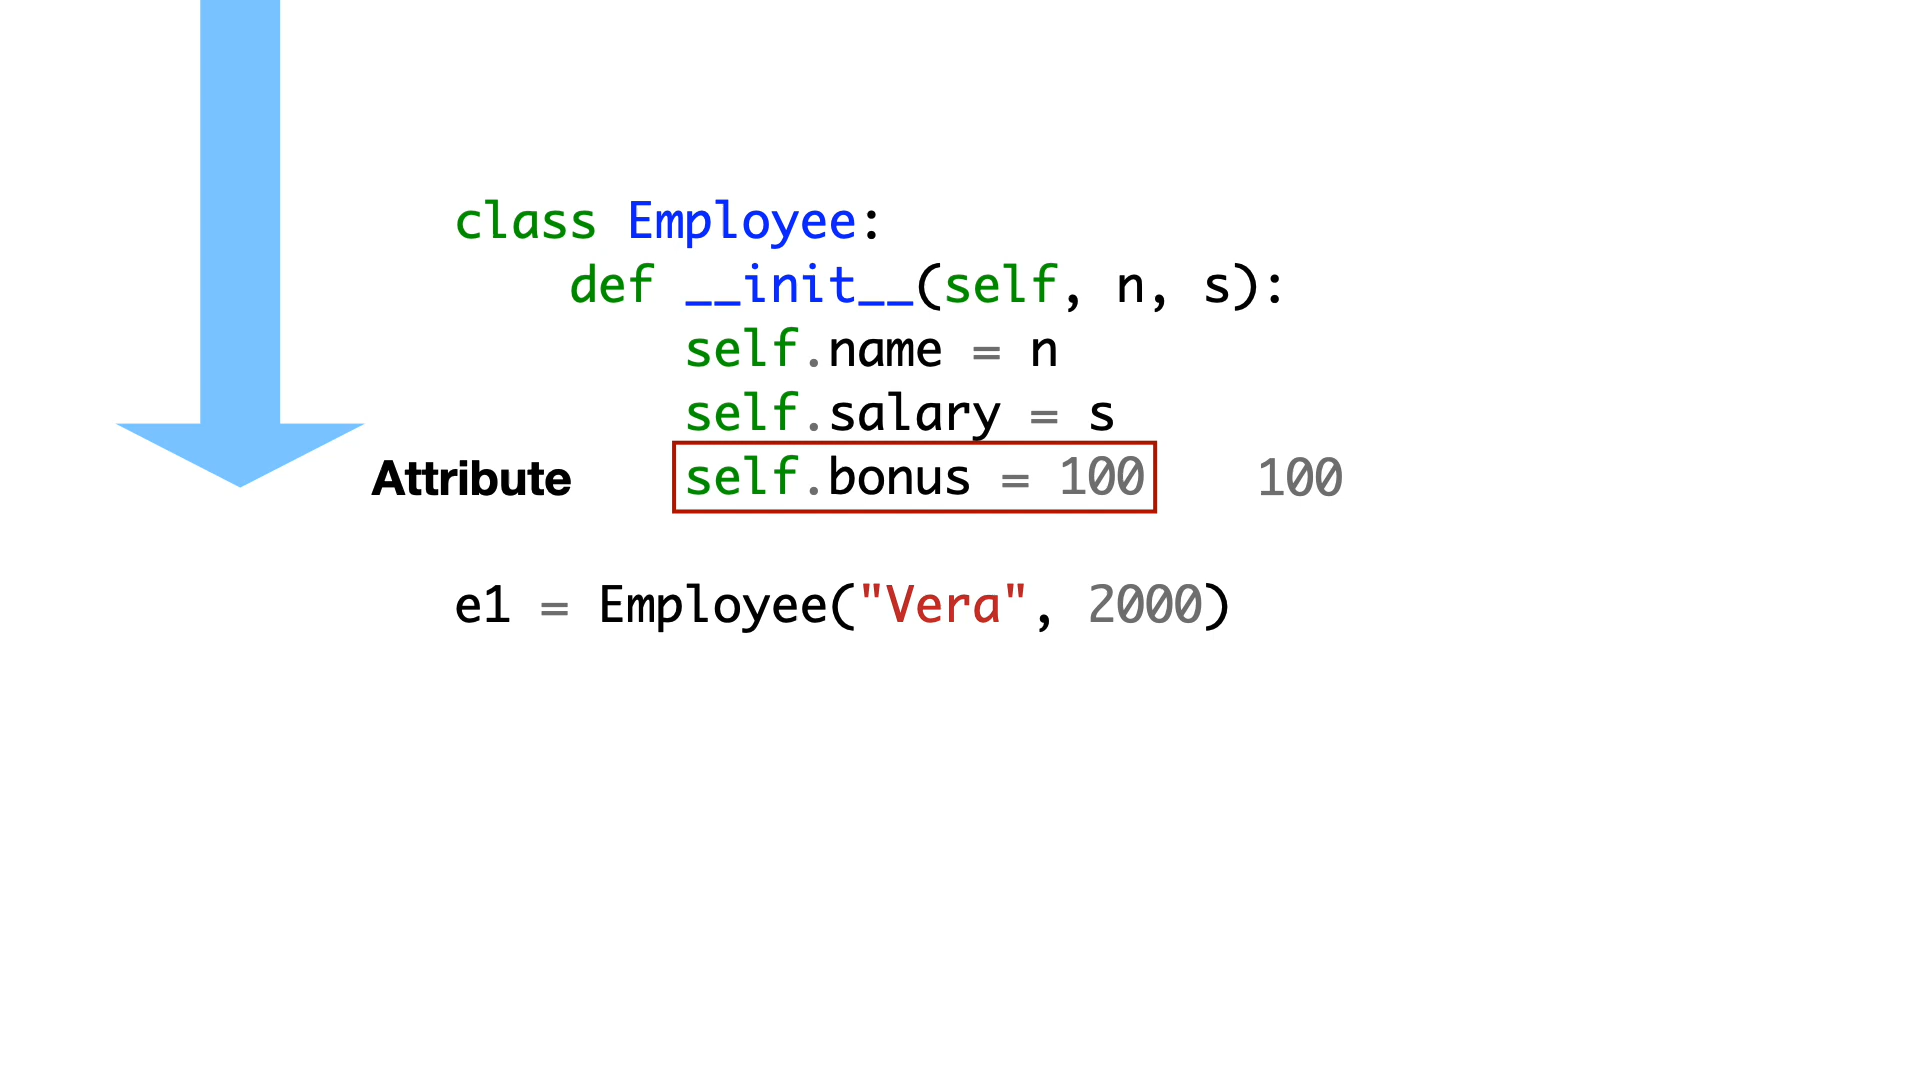 class Employee:
    def __init__(self, n, s):
        self.name = n
        self.salary = s
Attribute self.bonus = 100 100
e1 = Employee("Vera", 2000)